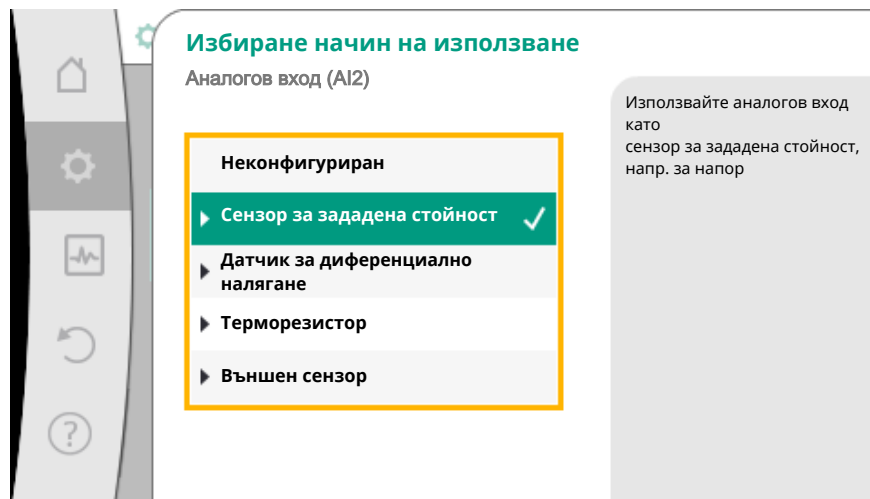 Избиране начин на използване
Аналогов вход (AI2)
Неконфигуриран
Сензор за зададена стойност
Датчик за диференциално
налягане
Терморезистор
Външен сензор
Използвайте аналогов вход
като
сензор за зададена стойност,
напр. за напор
?